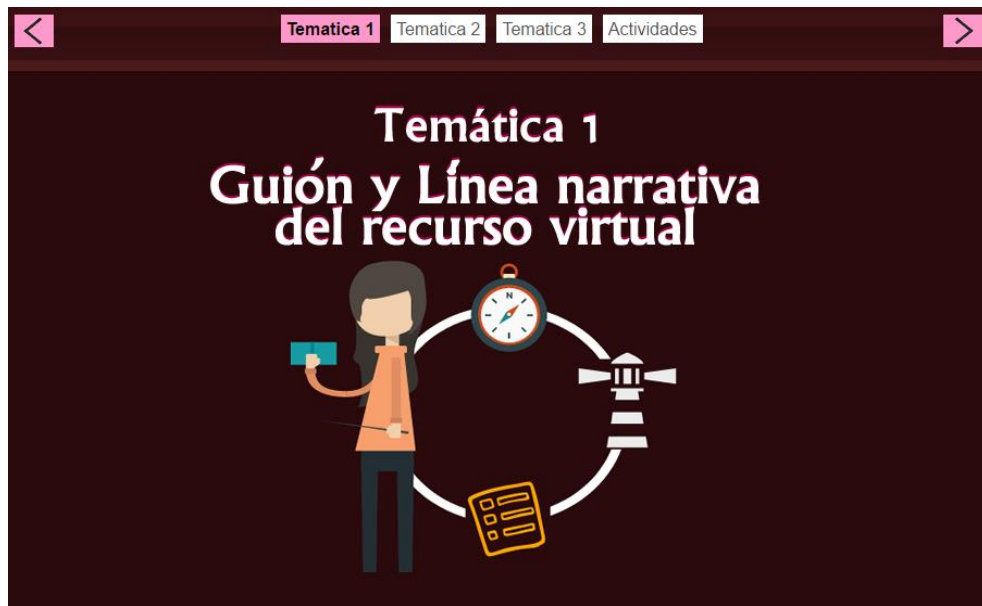 Tematica 1 Tematica 2 Tematica 3 Actividades
Temática 1
Guión y Línea narrativa
del recurso virtual
N